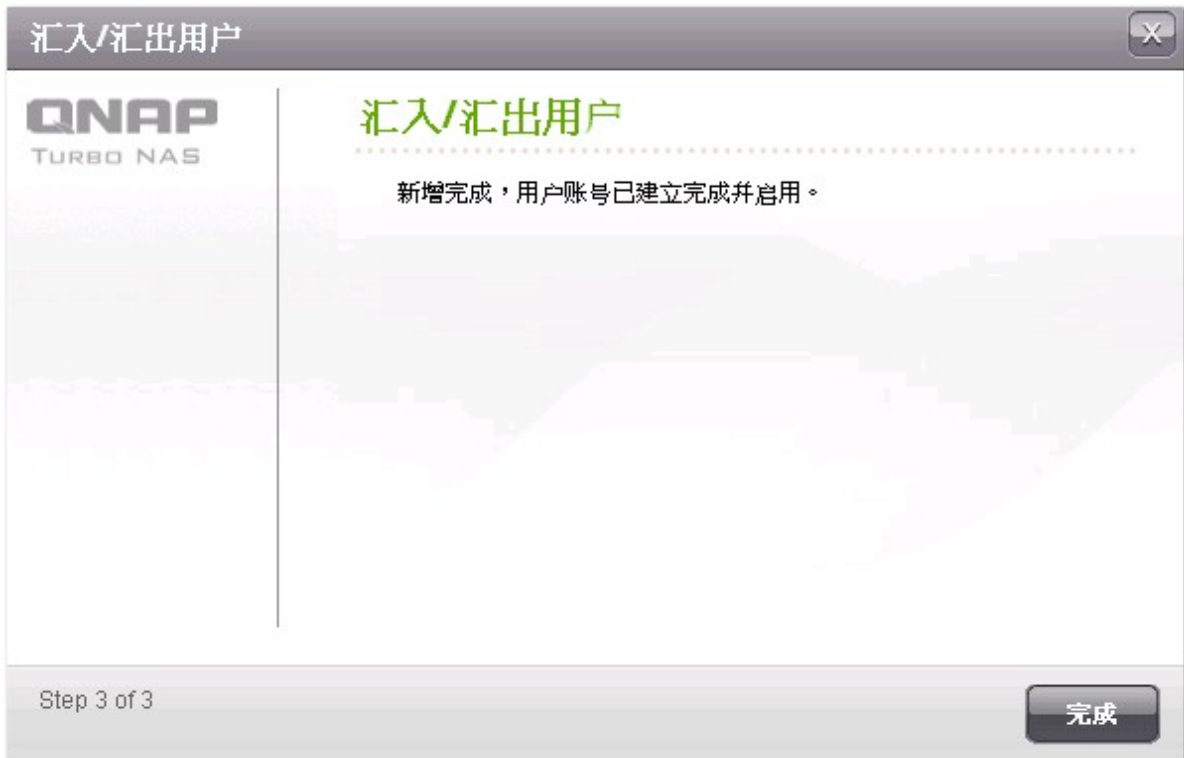 汇入/汇出用户
X
QNAP
TURBO NAS
汇入/汇出用户
新增完成，用户账号已建立完成并启用。
Step 3 of 3
完成